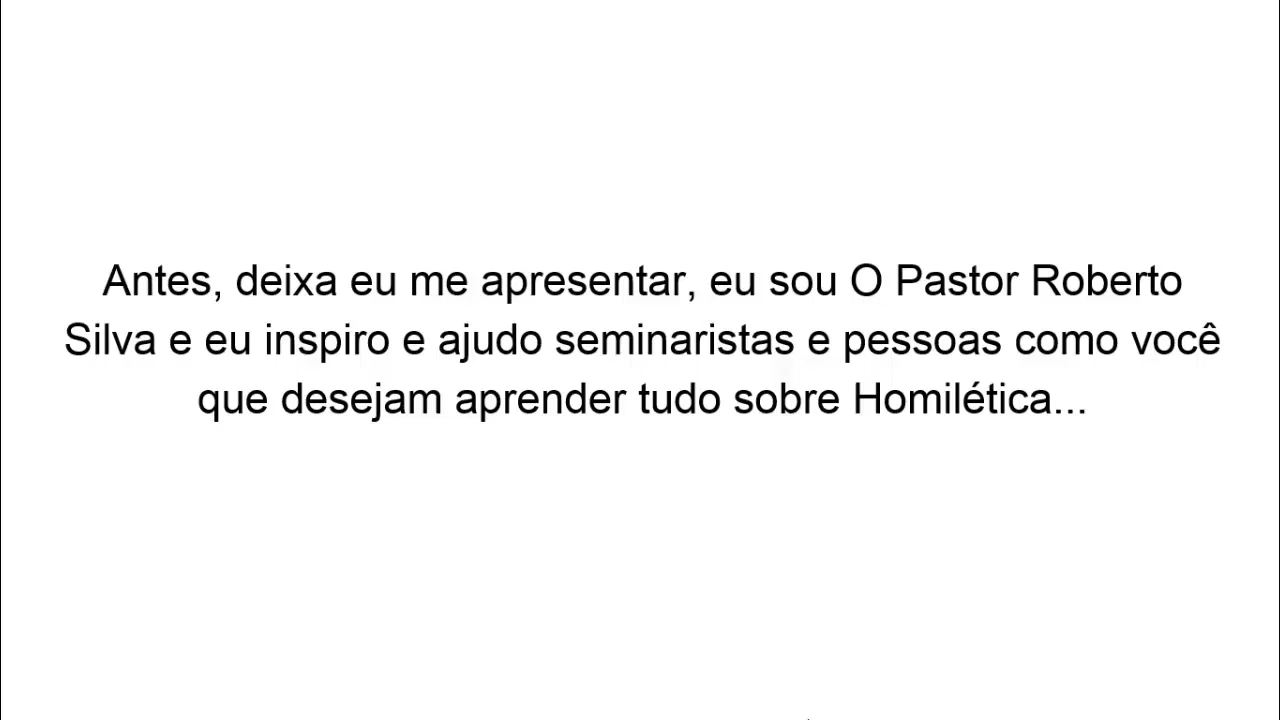 Antes, deixa eu me apresentar, eu sou O Pastor Roberto
Silva e eu inspiro e ajudo seminaristas e pessoas como você
que desejam aprender tudo sobre Homilética...